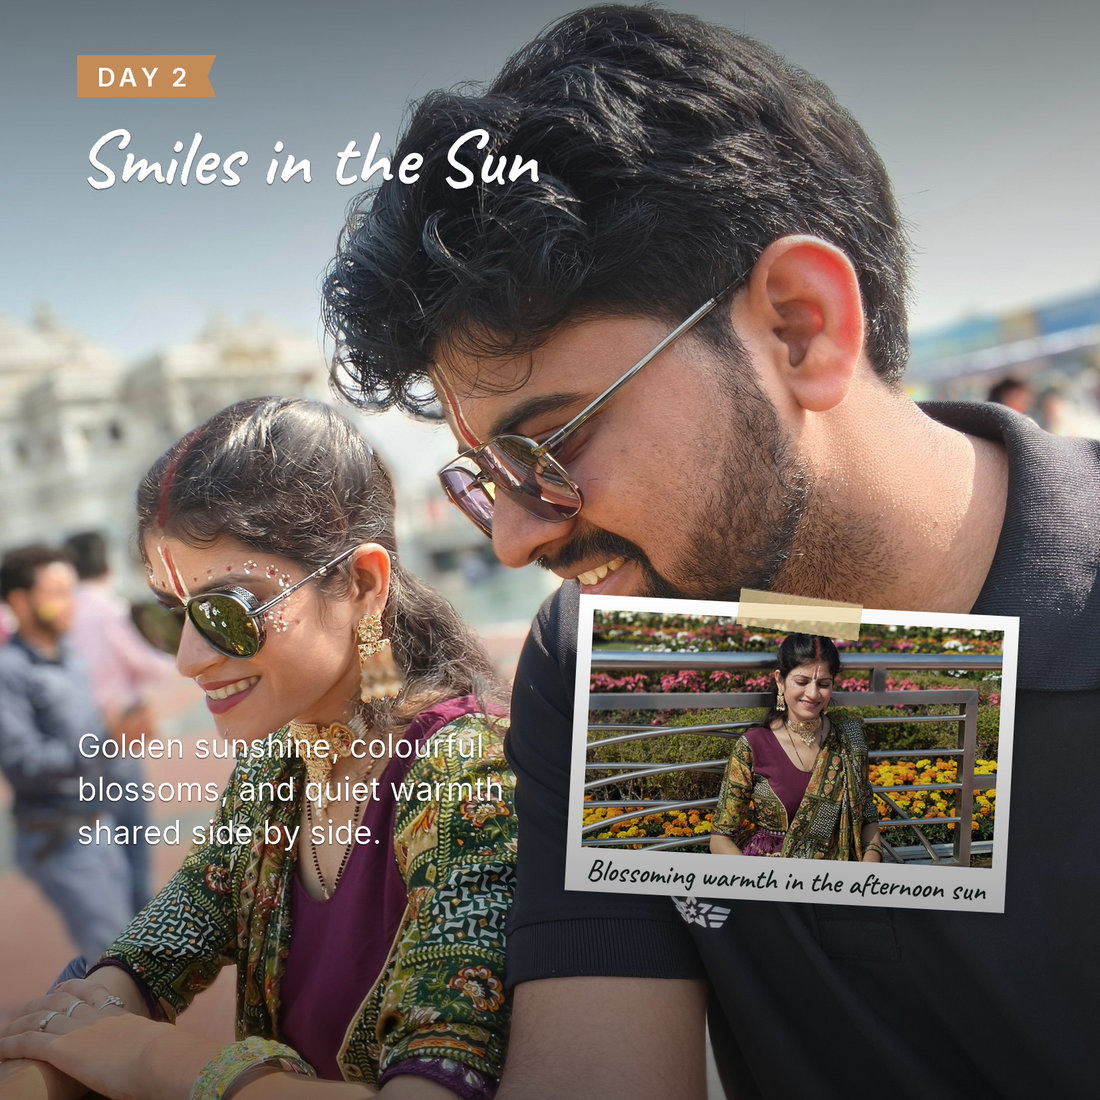 DAY 2
Smiles in the Sun
Golden sunshine, colourful
blossoms, and quiet warmth
shared side by side.
Blossoming warmth in the afternoon sun